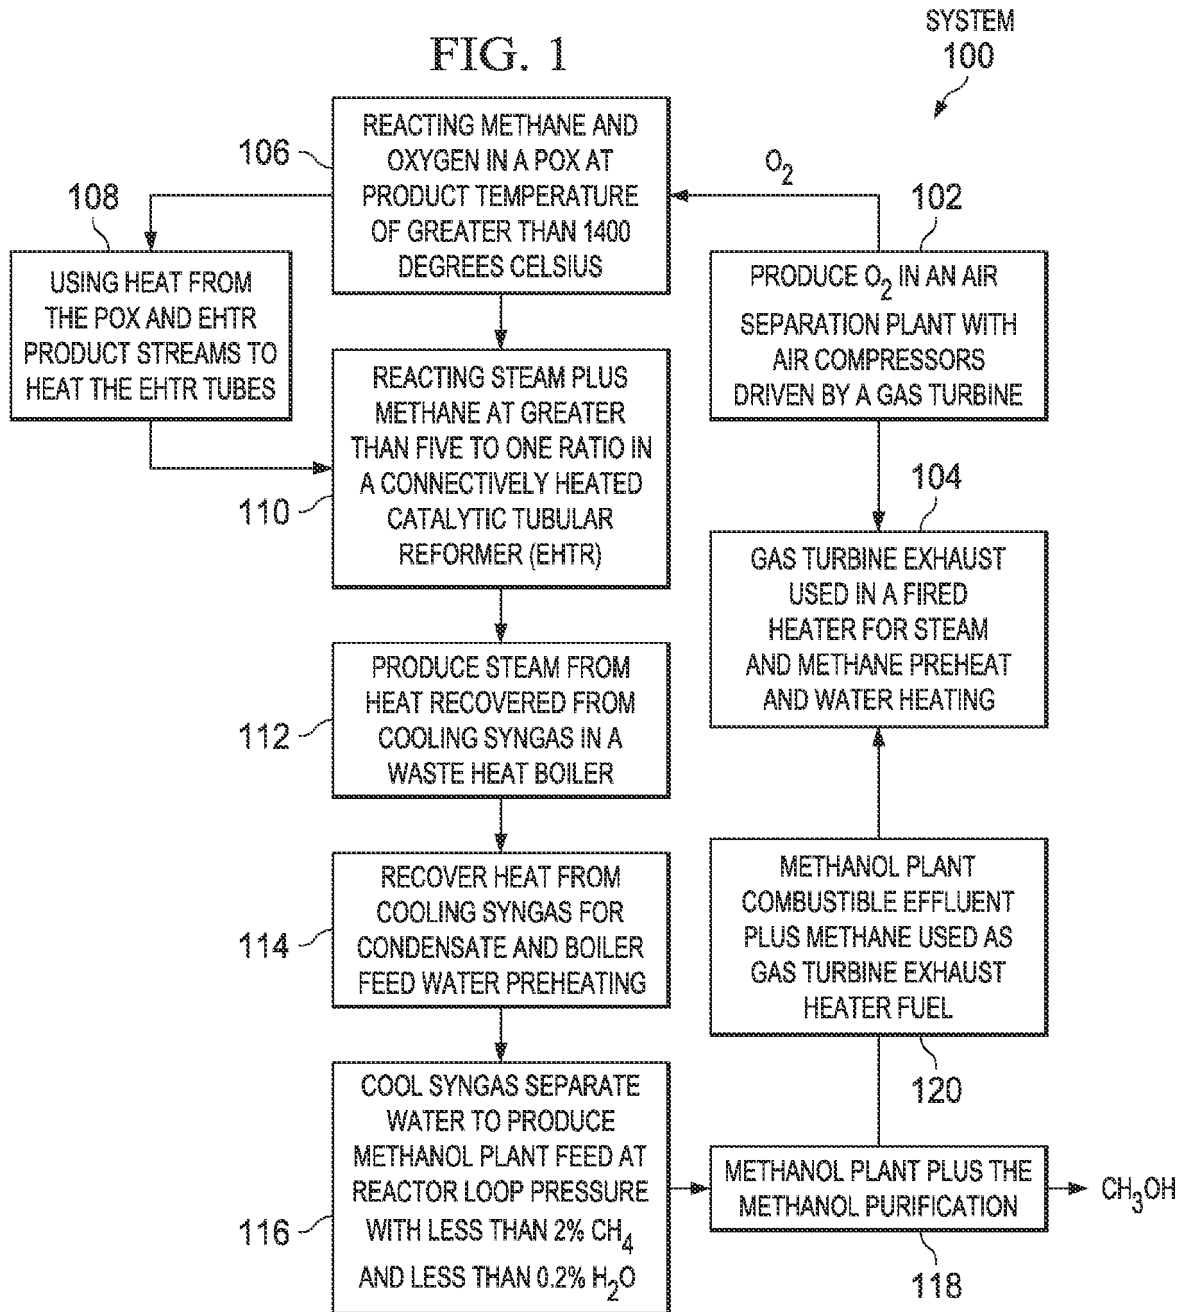 FIG. 1
SYSTEM
100
106
REACTING METHANE AND
OXYGEN IN A POX AT
PRODUCT TEMPERATURE
OF GREATER THAN 1400
DEGREES CELSIUS
O2
108
USING HEAT FROM
THE POX AND EHTR
PRODUCT STREAMS TO
HEAT THE EHTR TUBES
102
PRODUCE O2 IN AN AIR
SEPARATION PLANT WITH
AIR COMPRESSORS
DRIVEN BY A GAS TURBINE
110
REACTING STEAM PLUS
METHANE AT GREATER
THAN FIVE TO ONE RATIO IN
A CONNECTIVELY HEATED
CATALYTIC TUBULAR
REFORMER (EHTR)
104
GAS TURBINE EXHAUST
USED IN A FIRED
HEATER FOR STEAM
AND METHANE PREHEAT
AND WATER HEATING
112
PRODUCE STEAM FROM
HEAT RECOVERED FROM
COOLING SYNGAS IN A
WASTE HEAT BOILER
114
RECOVER HEAT FROM
COOLING SYNGAS FOR
CONDENSATE AND BOILER
FEED WATER PREHEATING
METHANOL PLANT
COMBUSTIBLE EFFLUENT
PLUS METHANE USED AS
GAS TURBINE EXHAUST
HEATER FUEL
120
116
COOL SYNGAS SEPARATE
WATER TO PRODUCE
METHANOL PLANT FEED AT
REACTOR LOOP PRESSURE
WITH LESS THAN 2% CH4
AND LESS THAN 0.2% H2O
METHANOL PLANT PLUS THE
METHANOL PURIFICATION
118
CH3OH